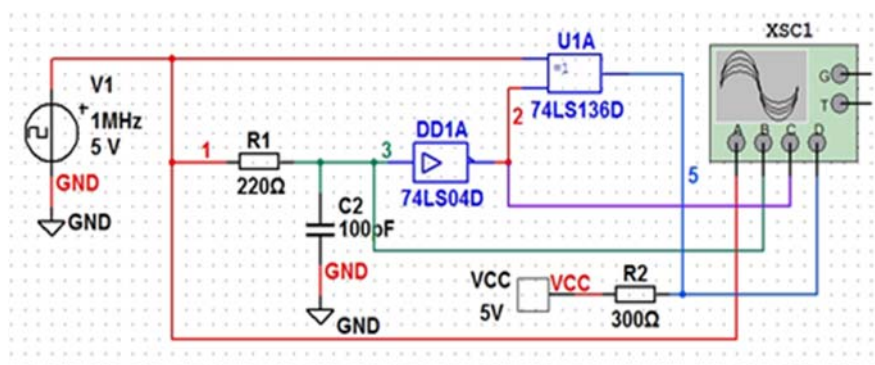 XSC1
U1A
=1
V1
1MHz
5 V
G
T
A B C D
74LS136D
2
DD1A
1
R1
3
220Ω
74LS04D
GND
GND
C2
100pF
5
GND
VCC
VCC
R2
5V
300Ω
GND